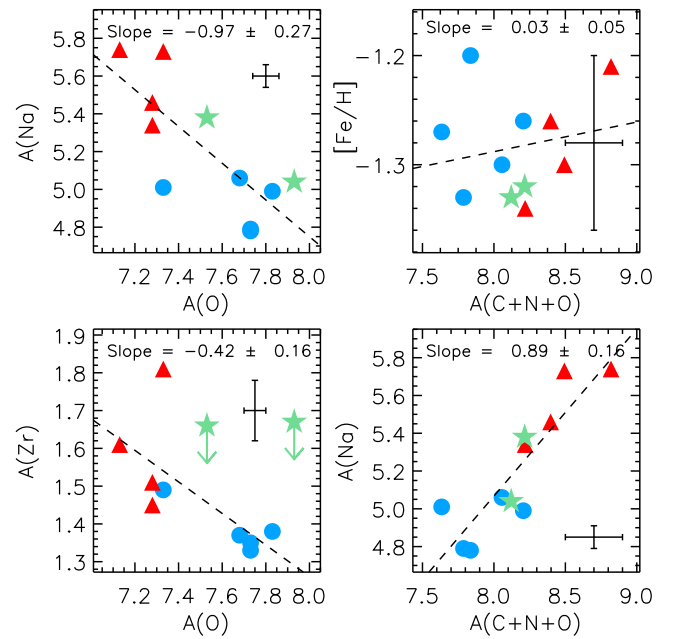 Slope = −0.97 ± 0.27
5.8
5.6
5.4
5.2
5.0
4.8
A(Na)
7.2 7.4 7.6 7.8 8.0
A(O)
Slope = 0.03 ± 0.05
−1.2
−1.3
[Fe/H]
7.5 8.0 8.5 9.0
A(C+N+O)
Slope = −0.42 ± 0.16
1.9
1.8
1.7
1.6
1.5
1.4
1.3
A(Zr)
7.2 7.4 7.6 7.8 8.0
A(O)
Slope = 0.89 ± 0.16
5.8
5.6
5.4
5.2
5.0
4.8
A(Na)
7.5 8.0 8.5 9.0
A(C+N+O)